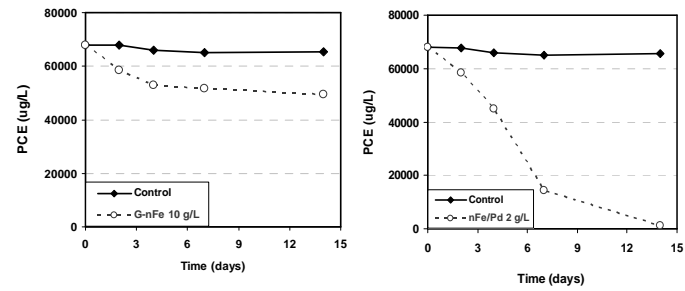 80000
60000
40000
20000
0
PCE (ug/L)
Control
G-nFe 10 g/L
0 3 6 9 12 15
Time (days)
80000
60000
40000
20000
0
PCE (ug/L)
Control
nFe/Pd 2 g/L
0 3 6 9 12 15
Time (days)